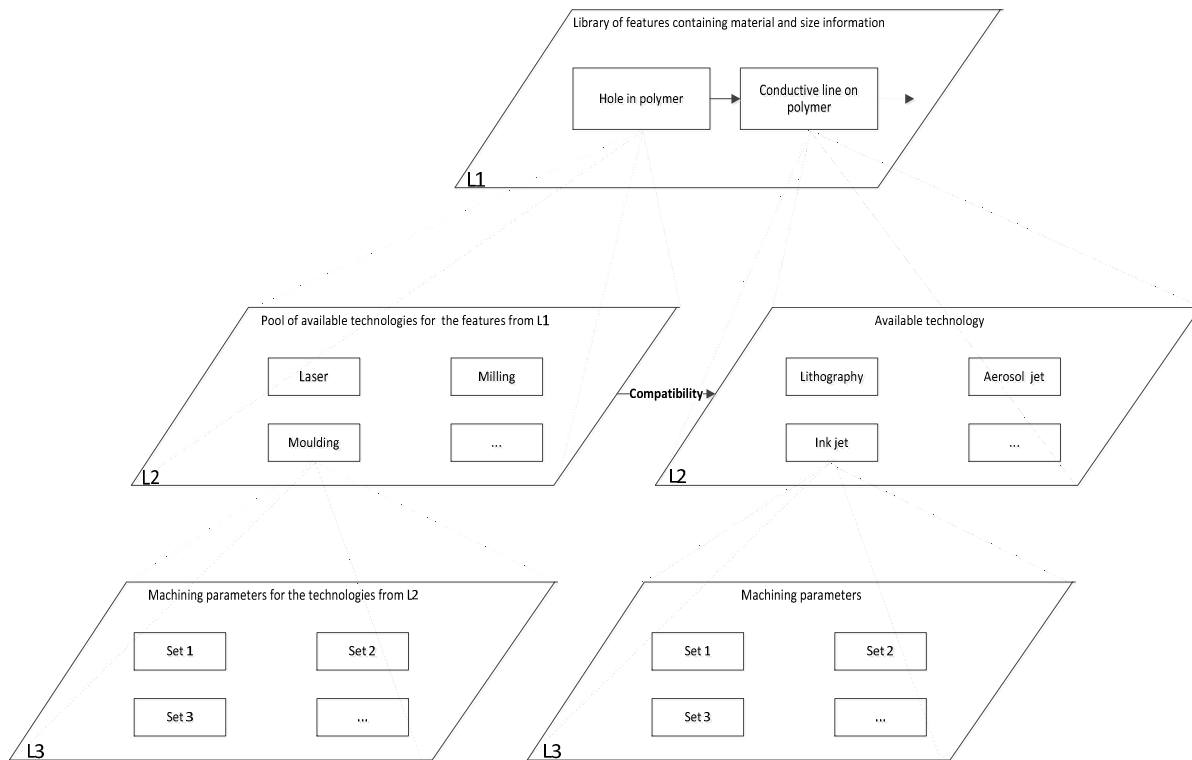 Library of features containing material and size information
Hole in polymer
Conductive line on
polymer
L1
Pool of available technologies for the features from L1
Laser
Milling
Moulding
...
L2
Compatibility
Available technology
Lithography
Aerosol jet
Ink jet
...
L2
Machining parameters for the technologies from L2
Set 1
Set 2
Set 3
...
L3
Machining parameters
Set 1
Set 2
Set 3
...
L3